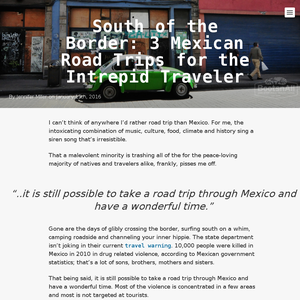 South of the
Border: 3 Mexican
Road Trips for the
Intrepid Traveler
By Jennifer Miller on January 5th, 2016
I can't think of anywhere I'd rather road trip than Mexico. For me, the
intoxicating combination of music, culture, food, climate and history sing a
siren song that's irresistible.
That a malevolent minority is trashing all of the for the peace-loving
majority of natives and travelers alike, frankly, pisses me off.
"..it is still possible to take a road trip through Mexico and
have a wonderful time."
Gone are the days of glibly crossing the border, surfing south on a whim,
camping roadside and channeling your inner hippie. The state department
isn't joking in their current travel warning. 10,000 people were killed in
Mexico in 2010 in drug related violence, according to Mexican government
statistics; that's a lot of sons, brothers, mothers and sisters.
That being said, it is still possible to take a road trip through Mexico and
have a wonderful time. Most of the violence is concentrated in a few areas
and most is not targeted at tourists.